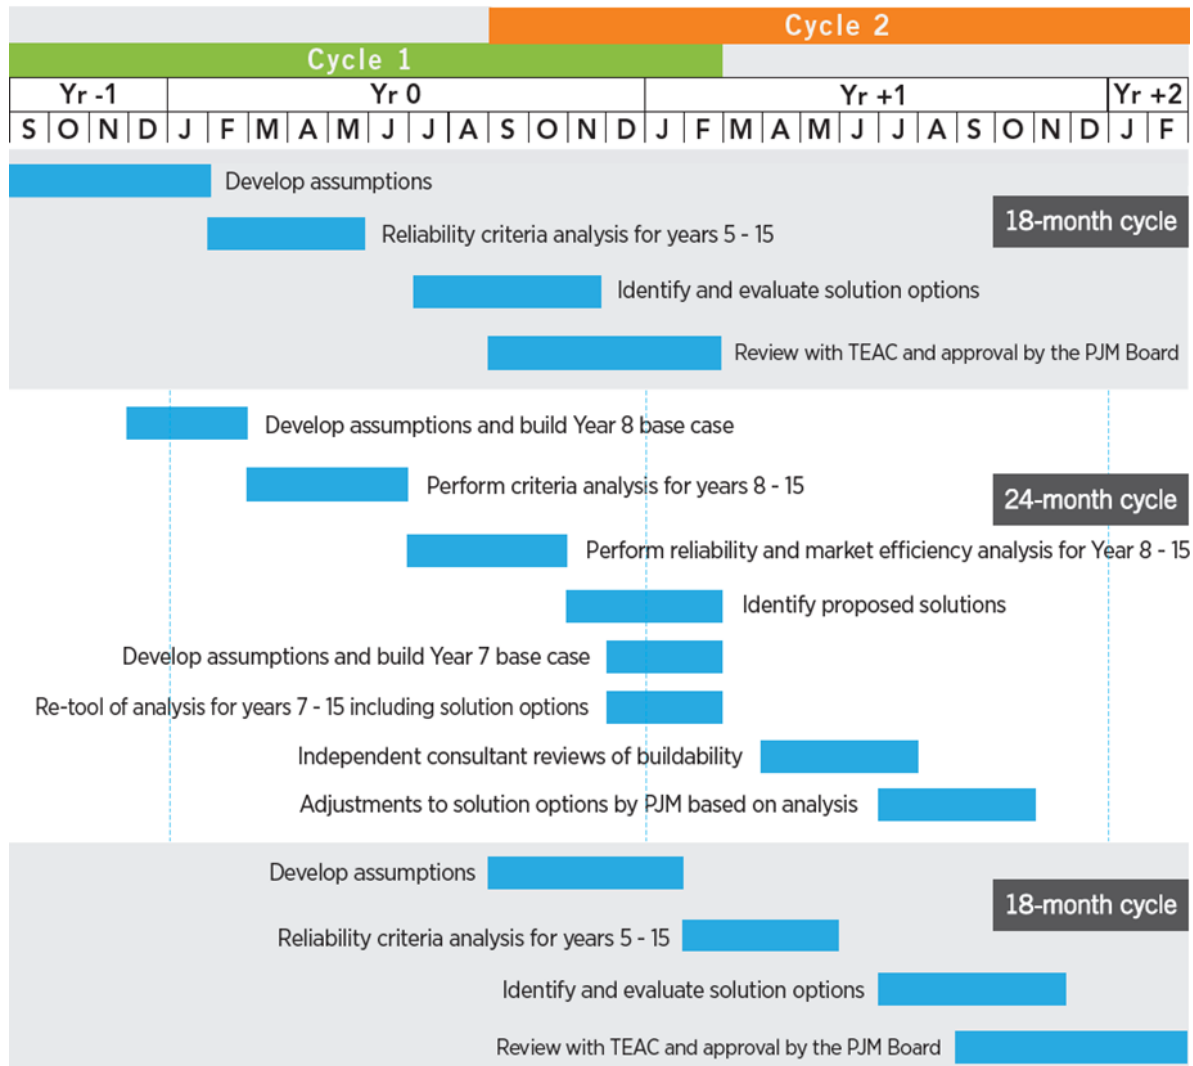 Cycle 2
Cycle 1
Yr -1 Yr 0 Yr +1 Yr +2
S O N D J F M A M J J A S O N D J F M A M J J A S O N D J F
Develop assumptions
18-month cycle
Reliability criteria analysis for years 5 - 15
Identify and evaluate solution options
Review with TEAC and approval by the PJM Board
Develop assumptions and build Year 8 base case
Perform criteria analysis for years 8 - 15
24-month cycle
Perform reliability and market efficiency analysis for Year 8 - 15
Identify proposed solutions
Develop assumptions and build Year 7 base case
Re-tool of analysis for years 7 - 15 including solution options
Independent consultant reviews of buildability
Adjustments to solution options by PJM based on analysis
Develop assumptions
18-month cycle
Reliability criteria analysis for years 5 - 15
Identify and evaluate solution options
Review with TEAC and approval by the PJM Board